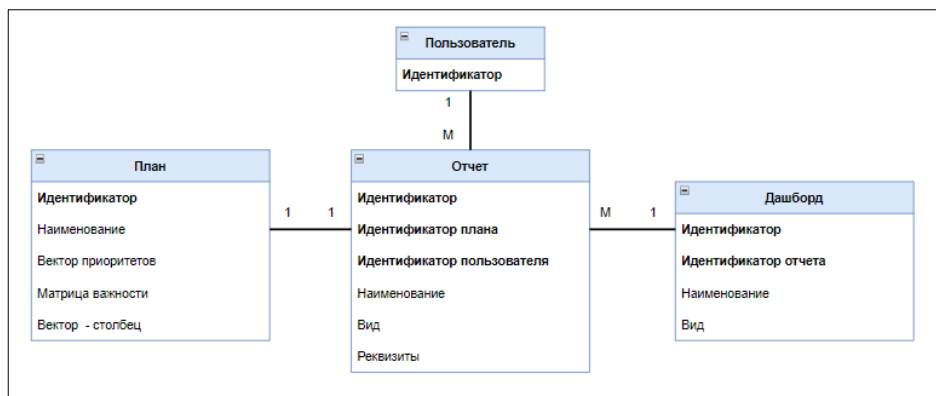 Пользователь
Идентификатор
1
М
План
Идентификатор
Наименование
Вектор приоритетов
Матрица важности
Вектор - столбец
1 1
Отчет
Идентификатор
Идентификатор плана
Идентификатор пользователя
Наименование
Вид
Реквизиты
М 1
Дашборд
Идентификатор
Идентификатор отчета
Наименование
Вид